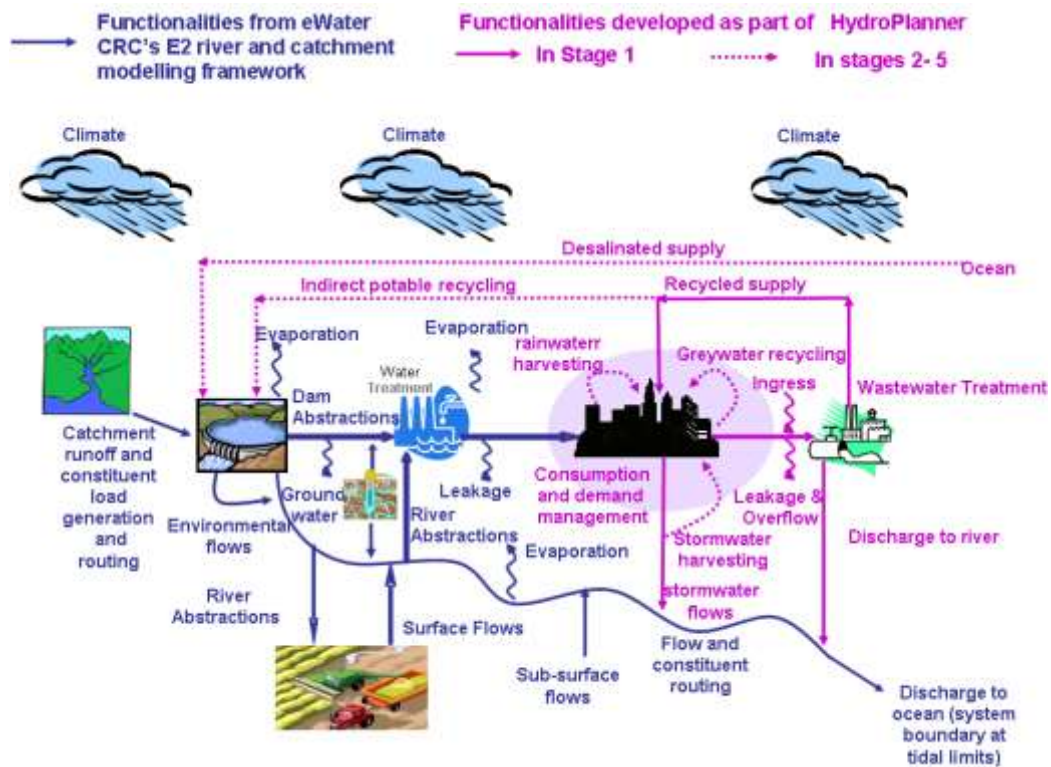 Functionalities from eWater
CRC's E2 river and catchment
modelling framework
Functionalities developed as part of HydroPlanner
In Stage 1
In stages 2- 5
Climate
Climate
Climate
Desalinated supply
Ocean
Indirect potable recycling
Recycled supply
Evaporation
Evaporation
rainwaterr
harvesting
Greywater recycling
Ingress
Water
Treatment
Wastewater Treatment
Dam
Abstractions
Catchment
runoff and
constituent
load
generation
and
routing
Ground
water
Leakage
Consumption
and demand
management
Leakage &
Overflow
Environmental
flows
River
Abstractions
Evaporation
Stormwater
harvesting
Discharge to river
River
Abstractions
Surface Flows
stormwater
flows
Sub-surface
flows
Flow and
constituent
routing
Discharge to
ocean (system
boundary at
tidal limits)